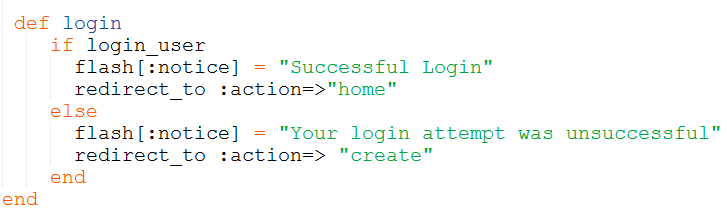 def login
if login_user
flash[:notice] = "Successful Login"
redirect_to :action=>"home"
else
flash[:notice] = "Your login attempt was unsuccessful"
redirect_to :action=> "create"
end
end